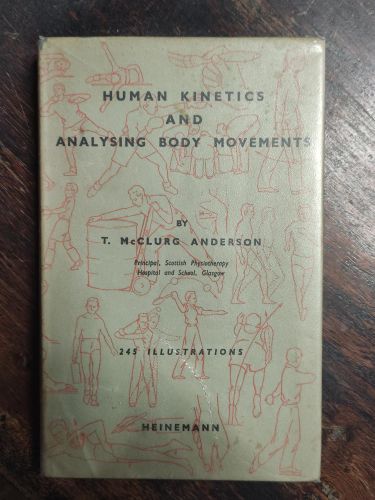 HUMAN KINETICS
AND
ANALYSING BODY MOVEMENTS
BY
T. McCLURG ANDERSON
Principal, Scottish Physiotherapy
Hospital and School, Glasgow
245 ILLUSTRATIONS
HEINEMANN